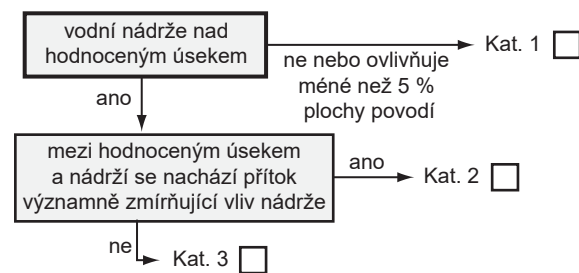 vodní nádrže nad
hodnoceným úsekem
Kat. 1
ne nebo ovlivňuje
méně než 5 %
plochy povodí
ano
mezi hodnoceným úsekem
a nádrží se nachází přítok
významně zmírňující vliv nádrže
ano
Kat. 2
ne
Kat. 3